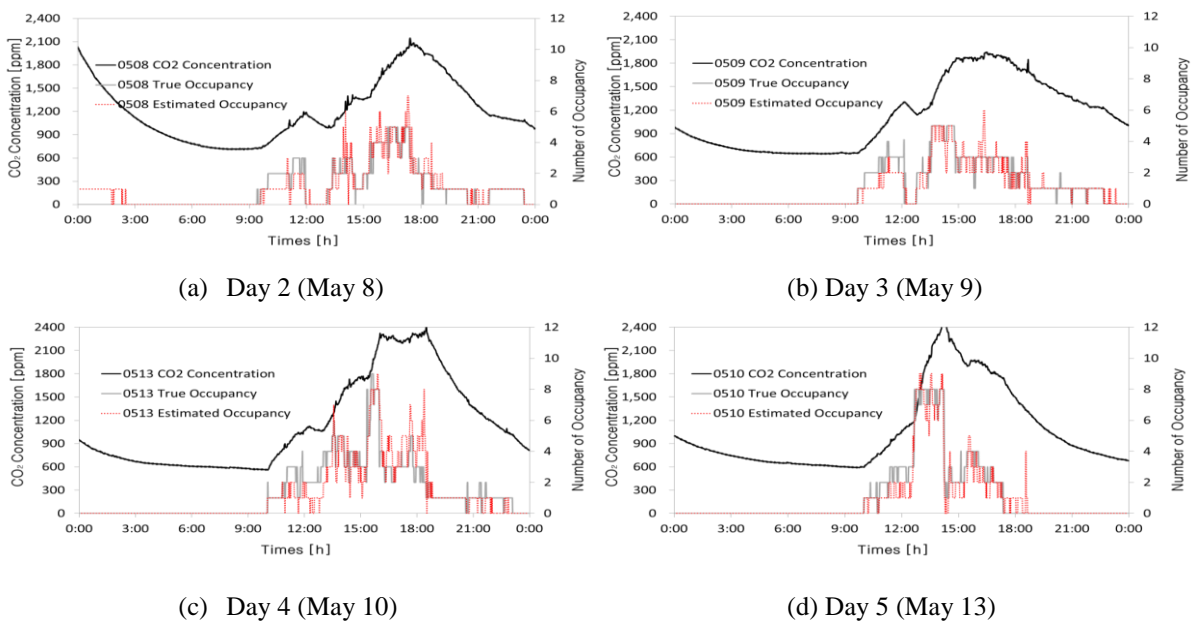 2,400
2,100
1,800
1,500
1,200
900
600
300
0
CO₂ Concentration [ppm]
0508 CO2 Concentration
0508 True Occupancy
0508 Estimated Occupancy
12
10
8
6
4
2
0
Number of Occupancy
0:00 3:00 6:00 9:00 12:00 15:00 18:00 21:00 0:00
Times [h]
(a) Day 2 (May 8)
2,400
2,100
1,800
1,500
1,200
900
600
300
0
CO₂ Concentration [ppm]
0509 CO2 Concentration
0509 True Occupancy
0509 Estimated Occupancy
12
10
8
6
4
2
0
Number of Occupancy
0:00 3:00 6:00 9:00 12:00 15:00 18:00 21:00 0:00
Times [h]
(b) Day 3 (May 9)
2400
2100
1800
1500
1200
900
600
300
0
CO₂ Concentration [ppm]
0513 CO2 Concentration
0513 True Occupancy
0513 Estimated Occupancy
12
10
8
6
4
2
0
Number of Occupancy
0:00 3:00 6:00 9:00 12:00 15:00 18:00 21:00 0:00
Times [h]
(c) Day 4 (May 10)
2,400
2,100
1,800
1,500
1,200
900
600
300
0
CO₂ Concentration [ppm]
0510 CO2 Concentration
0510 True Occupancy
0510 Estimated Occupancy
12
10
8
6
4
2
0
Number of Occupancy
0:00 3:00 6:00 9:00 12:00 15:00 18:00 21:00 0:00
Times [h]
(d) Day 5 (May 13)